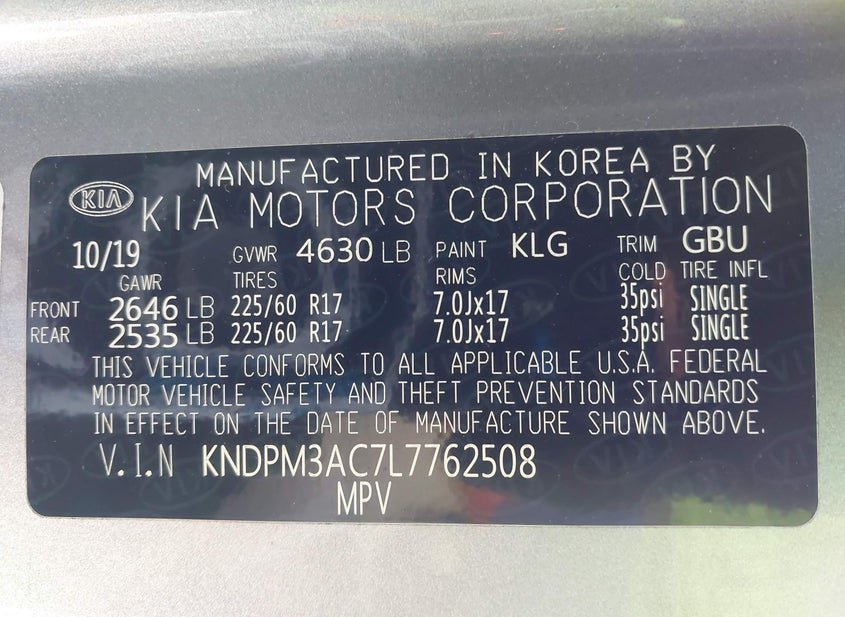 MANUFACTURED IN KOREA BY
KIA KIA MOTORS CORPORATION
10/19 GVWR 4630 LB PAINT KLG TRIM GBU
GAWR TIRES RIMS COLD TIRE INFL
FRONT 2646 LB 225/60 R17 7.0Jx17 35psi SINGLE
REAR 2535 LB 225/60 R17 7.0Jx17 35psi SINGLE
THIS VEHICLE CONFORMS TO ALL APPLICABLE U.S.A. FEDERAL
MOTOR VEHICLE SAFETY AND THEFT PREVENTION STANDARDS
IN EFFECT ON THE DATE OF MANUFACTURE SHOWN ABOVE.
V.I.N KNDPM3AC7L7762508
MPV